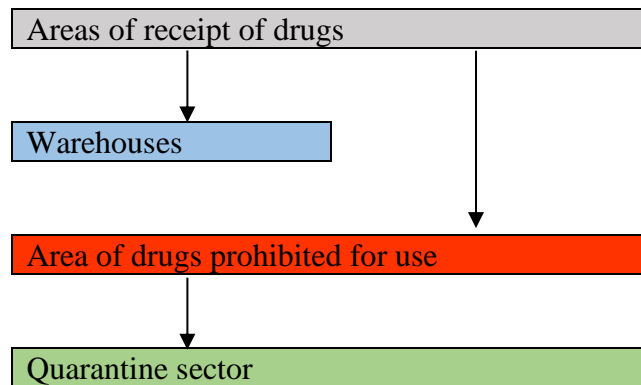 Areas of receipt of drugs
Warehouses
Area of drugs prohibited for use
Quarantine sector